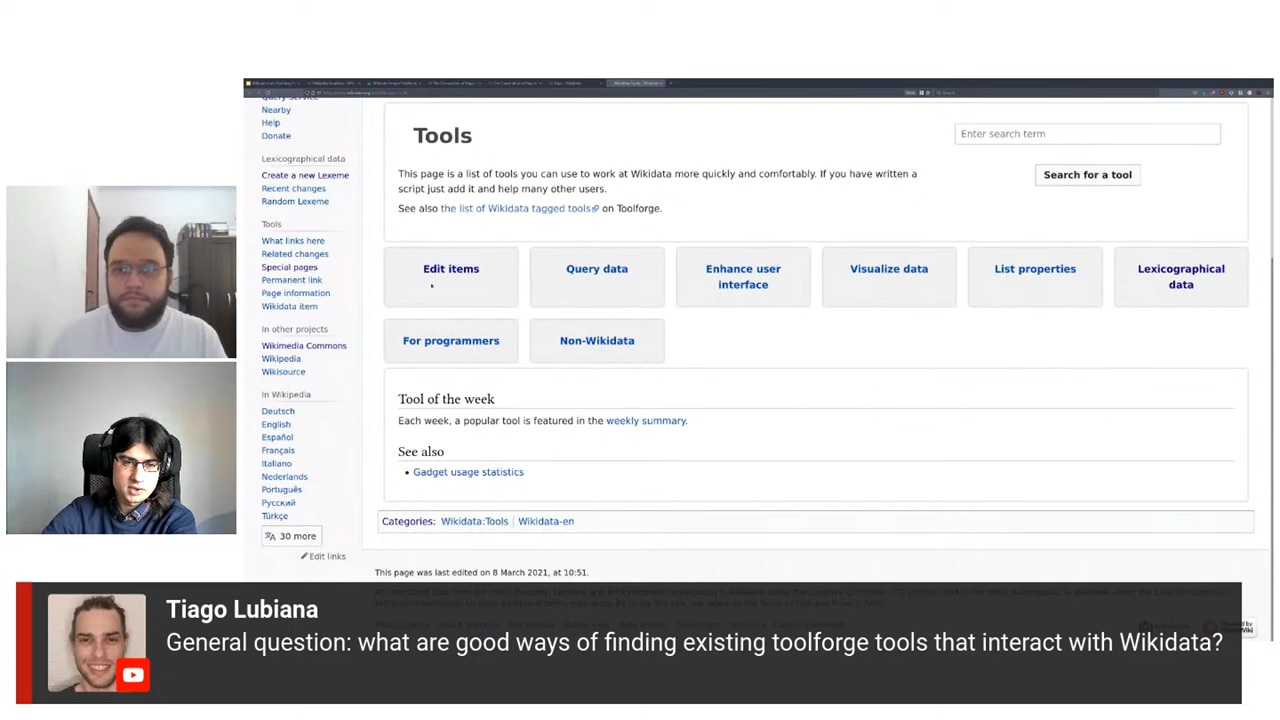 Nearby
Help
Donate
Lexicographical data
Create a new Lexeme
Recent changes
Random Lexeme
Tools
What links here
Related changes
Special pages
Permanent link
Page information
Wikidata item
In other projects
Wikimedia Commons
Wikipedia
Wikisource
In Wikipedia
Deutsch
English
Español
Français
Italiano
Nederlands
Português
Русский
Türkçe
30 more
Edit links
Tools
Enter search term
Search for a tool
This page is a list of tools you can use to work at Wikidata more quickly and comfortably. If you have written a
script just add it and help many other users.
See also the list of Wikidata tagged tools on Toolforge.
Edit items
Query data
Enhance user
interface
Visualize data
List properties
Lexicographical
data
For programmers
Non-Wikidata
Tool of the week
Each week, a popular tool is featured in the weekly summary.
See also
• Gadget usage statistics
Categories: Wikidata:Tools | Wikidata-en
This page was last edited on 8 March 2021, at 10:51.
Tiago Lubiana
General question: what are good ways of finding existing toolforge tools that interact with Wikidata?